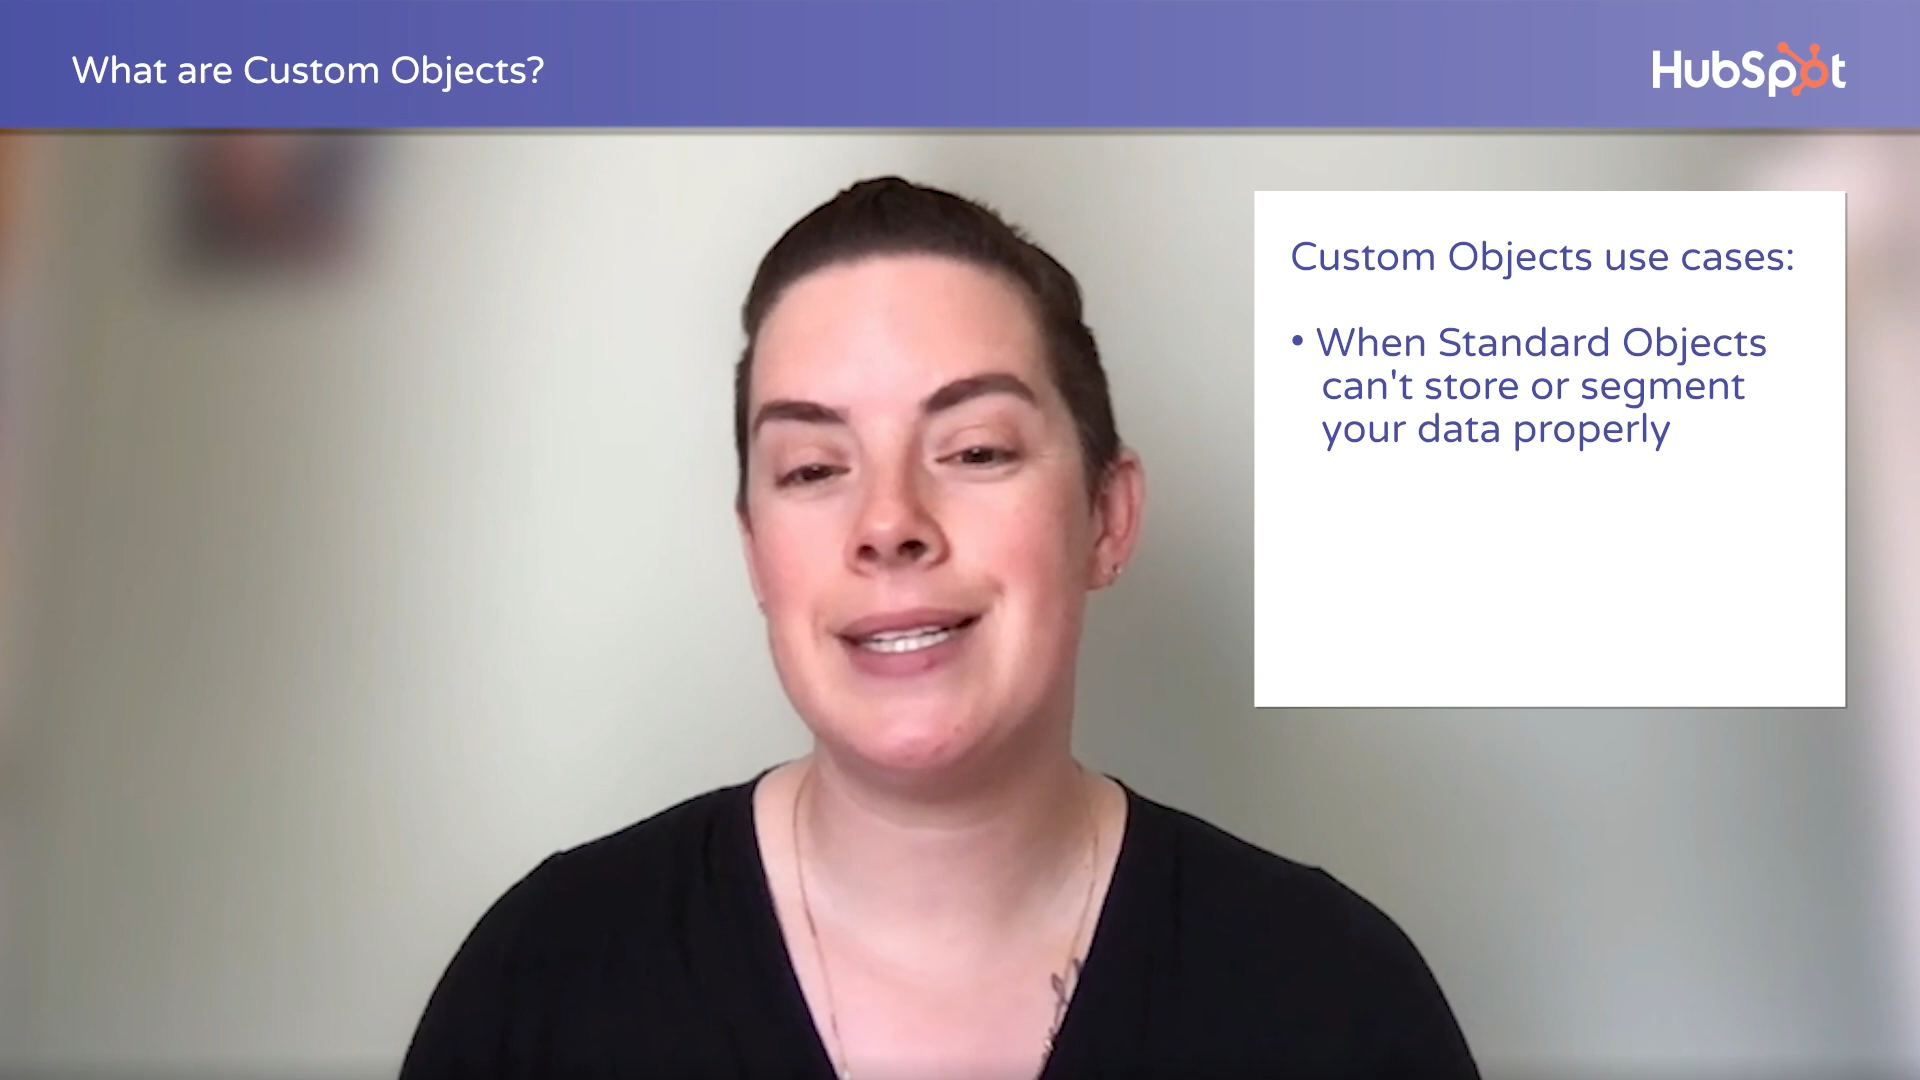 What are Custom Objects?
HubSpot
Custom Objects use cases:
• When Standard Objects
can't store or segment
your data properly